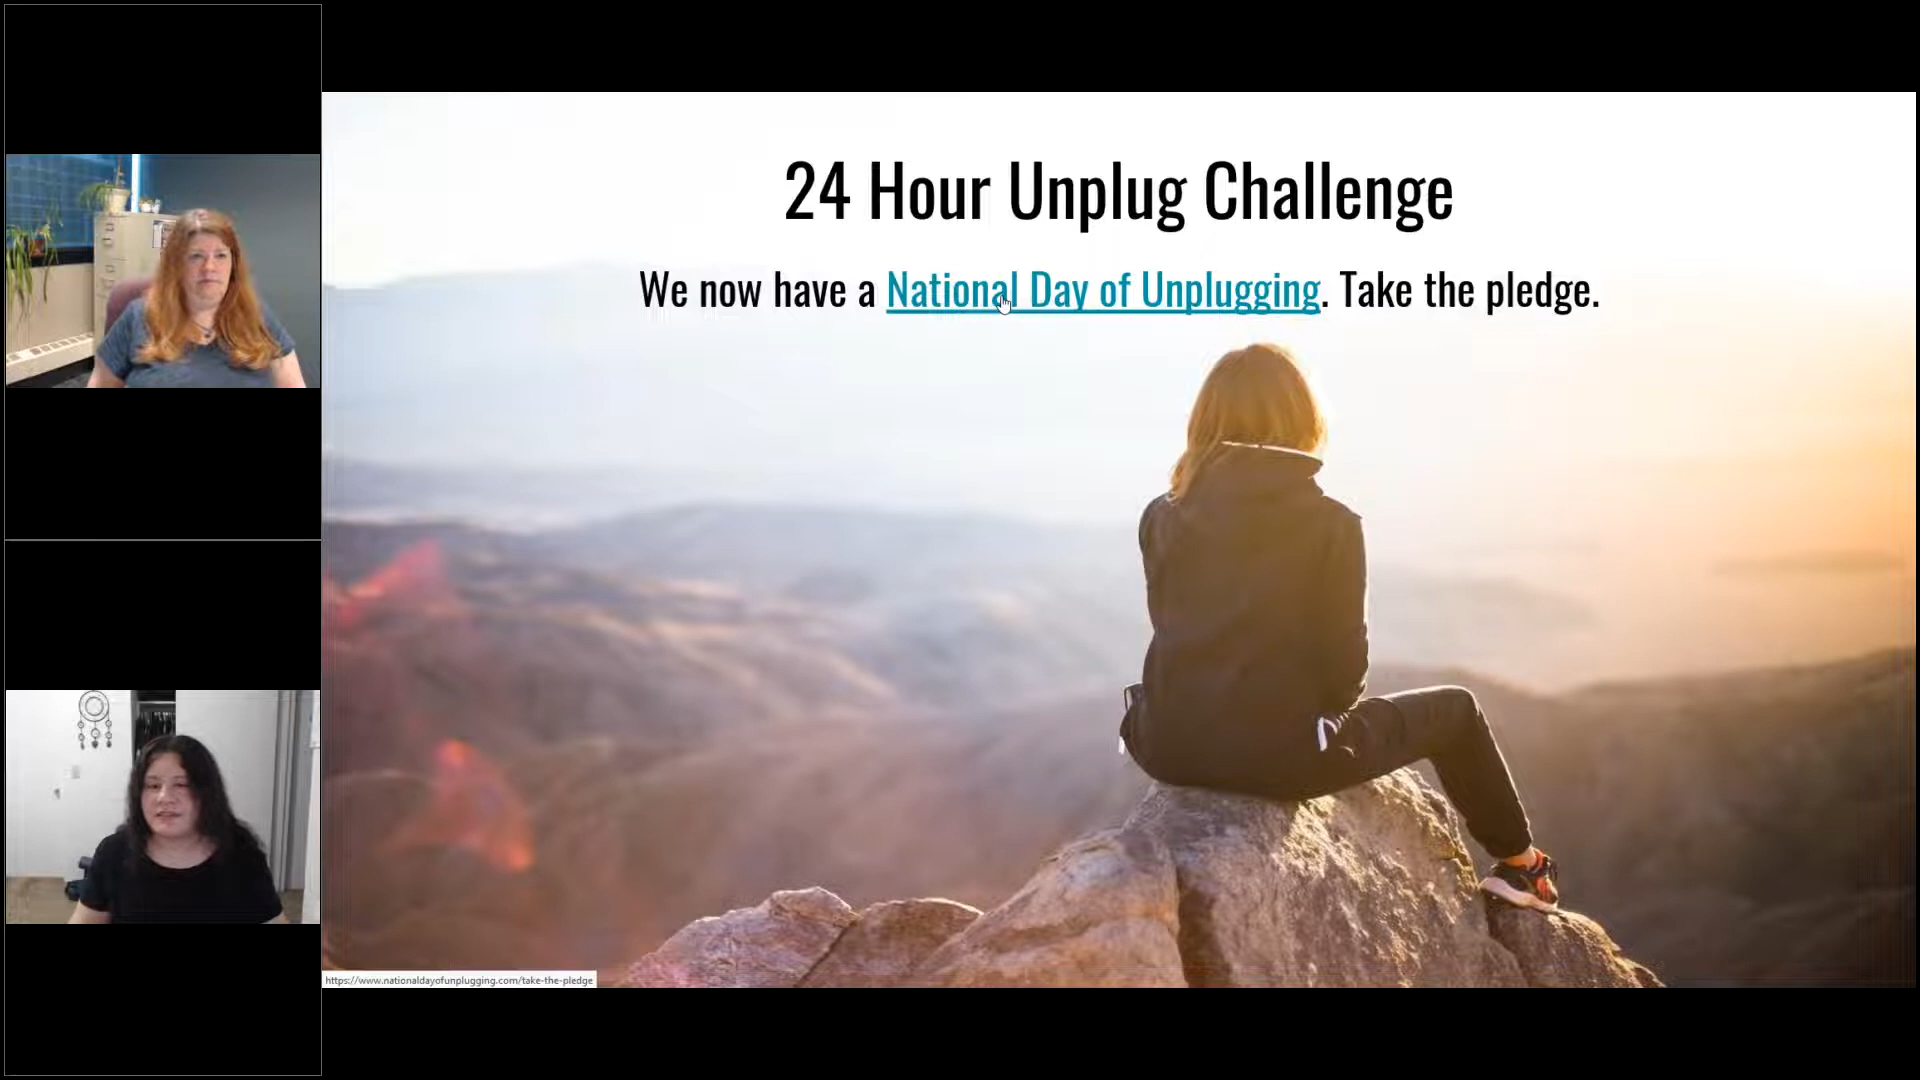 24 Hour Unplug Challenge
We now have a National Day of Unplugging. Take the pledge.
https://www.nationaldayofunplugging.com/take-the-pledge